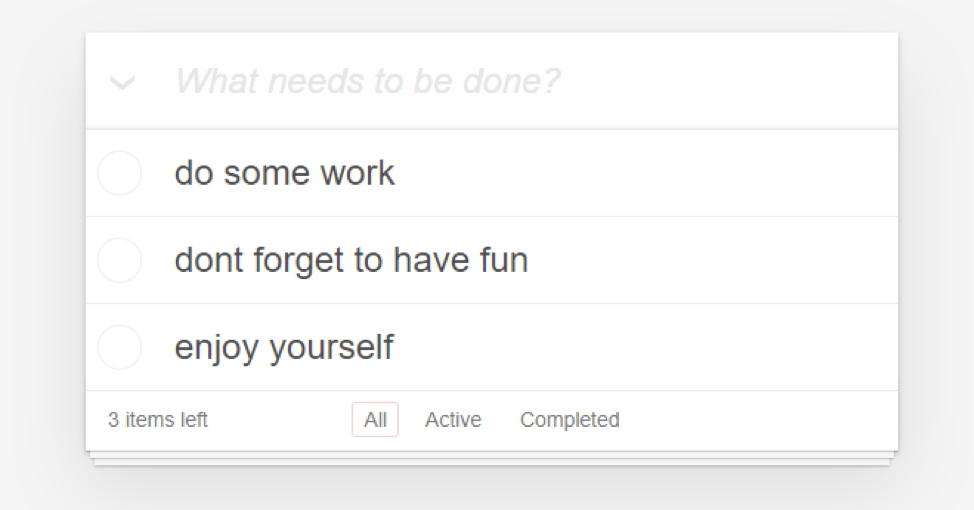 What needs to be done?
do some work
dont forget to have fun
enjoy yourself
3 items left All Active Completed